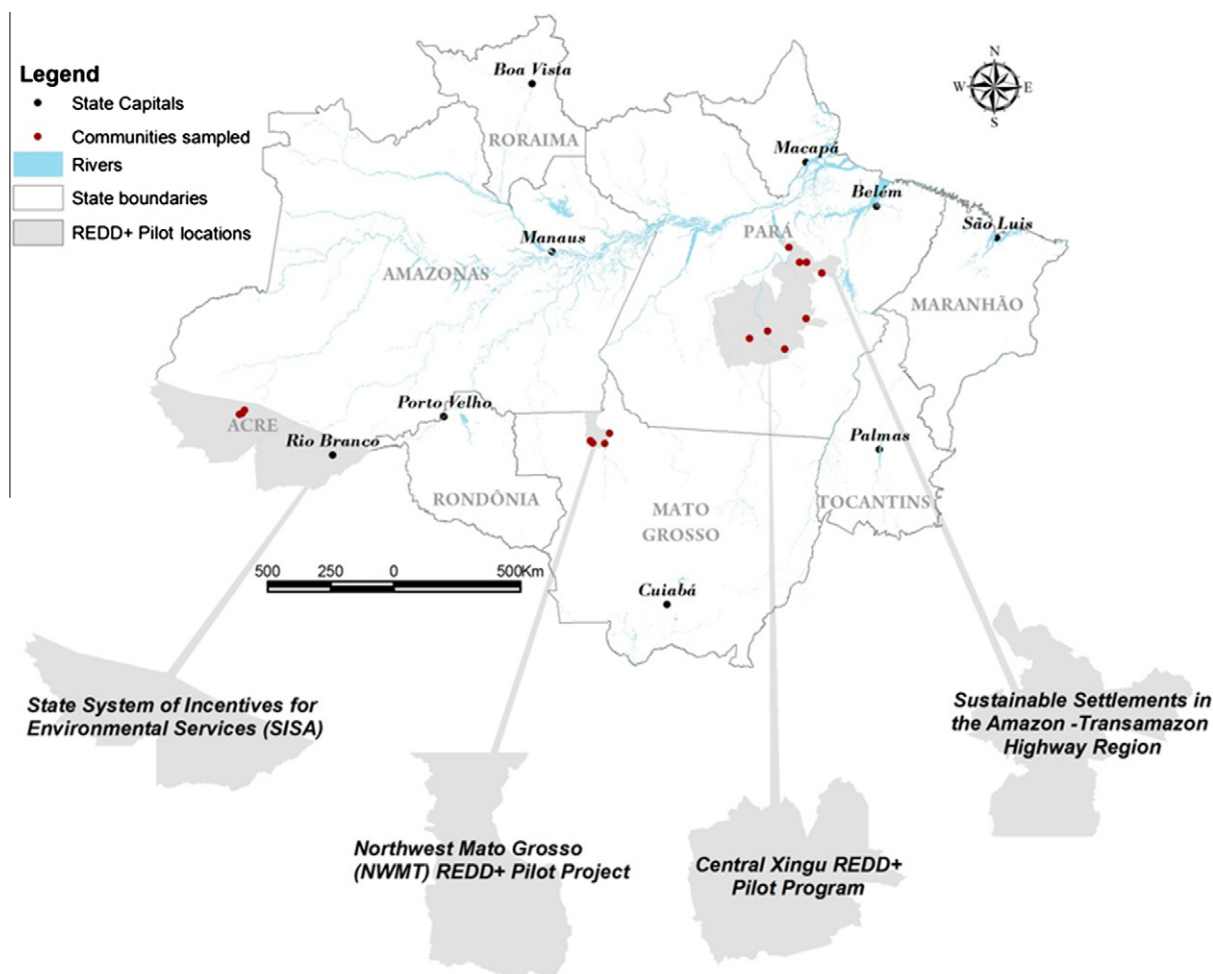 Legend
State Capitals
Communities sampled
Rivers
State boundaries
REDD+ Pilot locations
N
W
E
S
Boa Vista
RORAIMA
Macapá
Belém
São Luis
Manaus
PARÁ
AMAZONAS
MARANHÃO
Porto Velho
ACRE
Rio Branco
Palmas
RONDÔNIA
MATO
GROSSO
TOCANTINS
500 250 0 500Km
Cuiabá
State System of Incentives for
Environmental Services (SISA)
Sustainable Settlements in
the Amazon -Transamazon
Highway Region
Northwest Mato Grosso
(NWMT) REDD+ Pilot Project
Central Xingu REDD+
Pilot Program